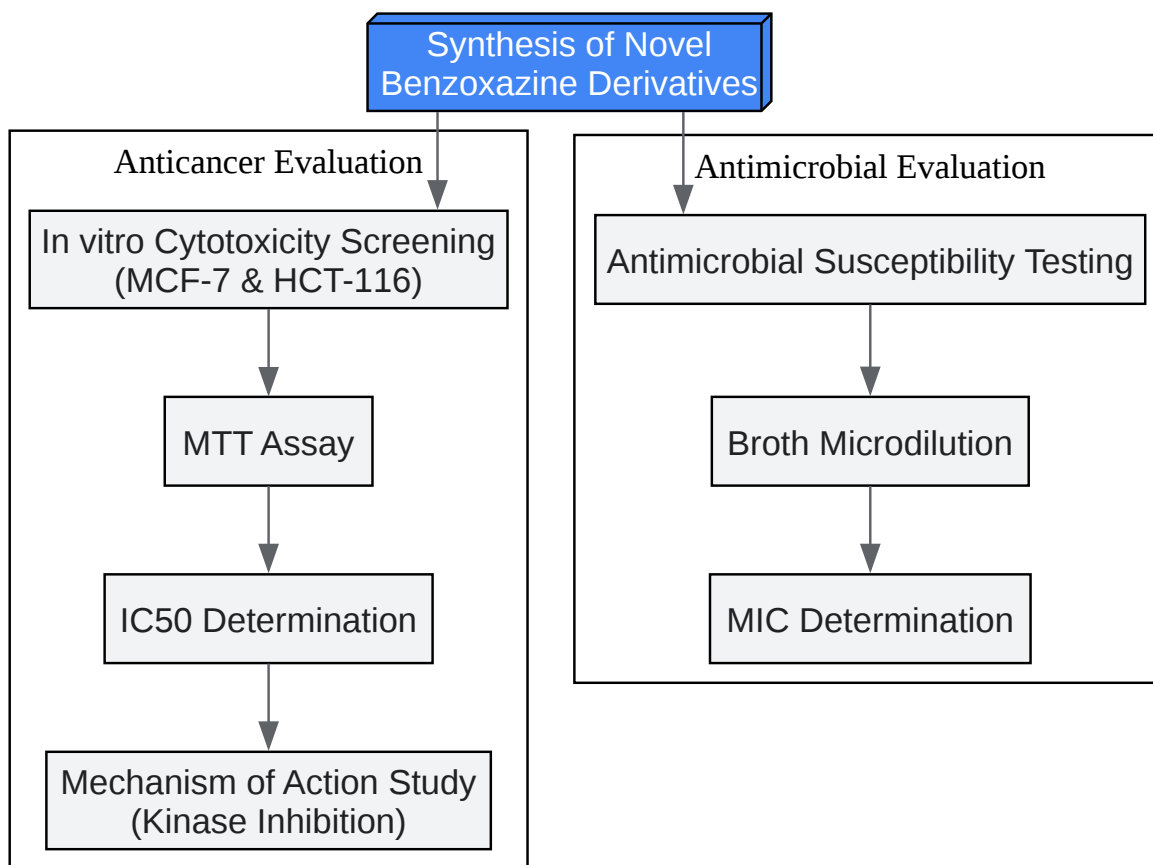 Synthesis of Novel
Benzoxazine Derivatives
Anticancer Evaluation
In vitro Cytotoxicity Screening
(MCF-7 & HCT-116)
MTT Assay
IC50 Determination
Mechanism of Action Study
(Kinase Inhibition)
Antimicrobial Evaluation
Antimicrobial Susceptibility Testing
Broth Microdilution
MIC Determination